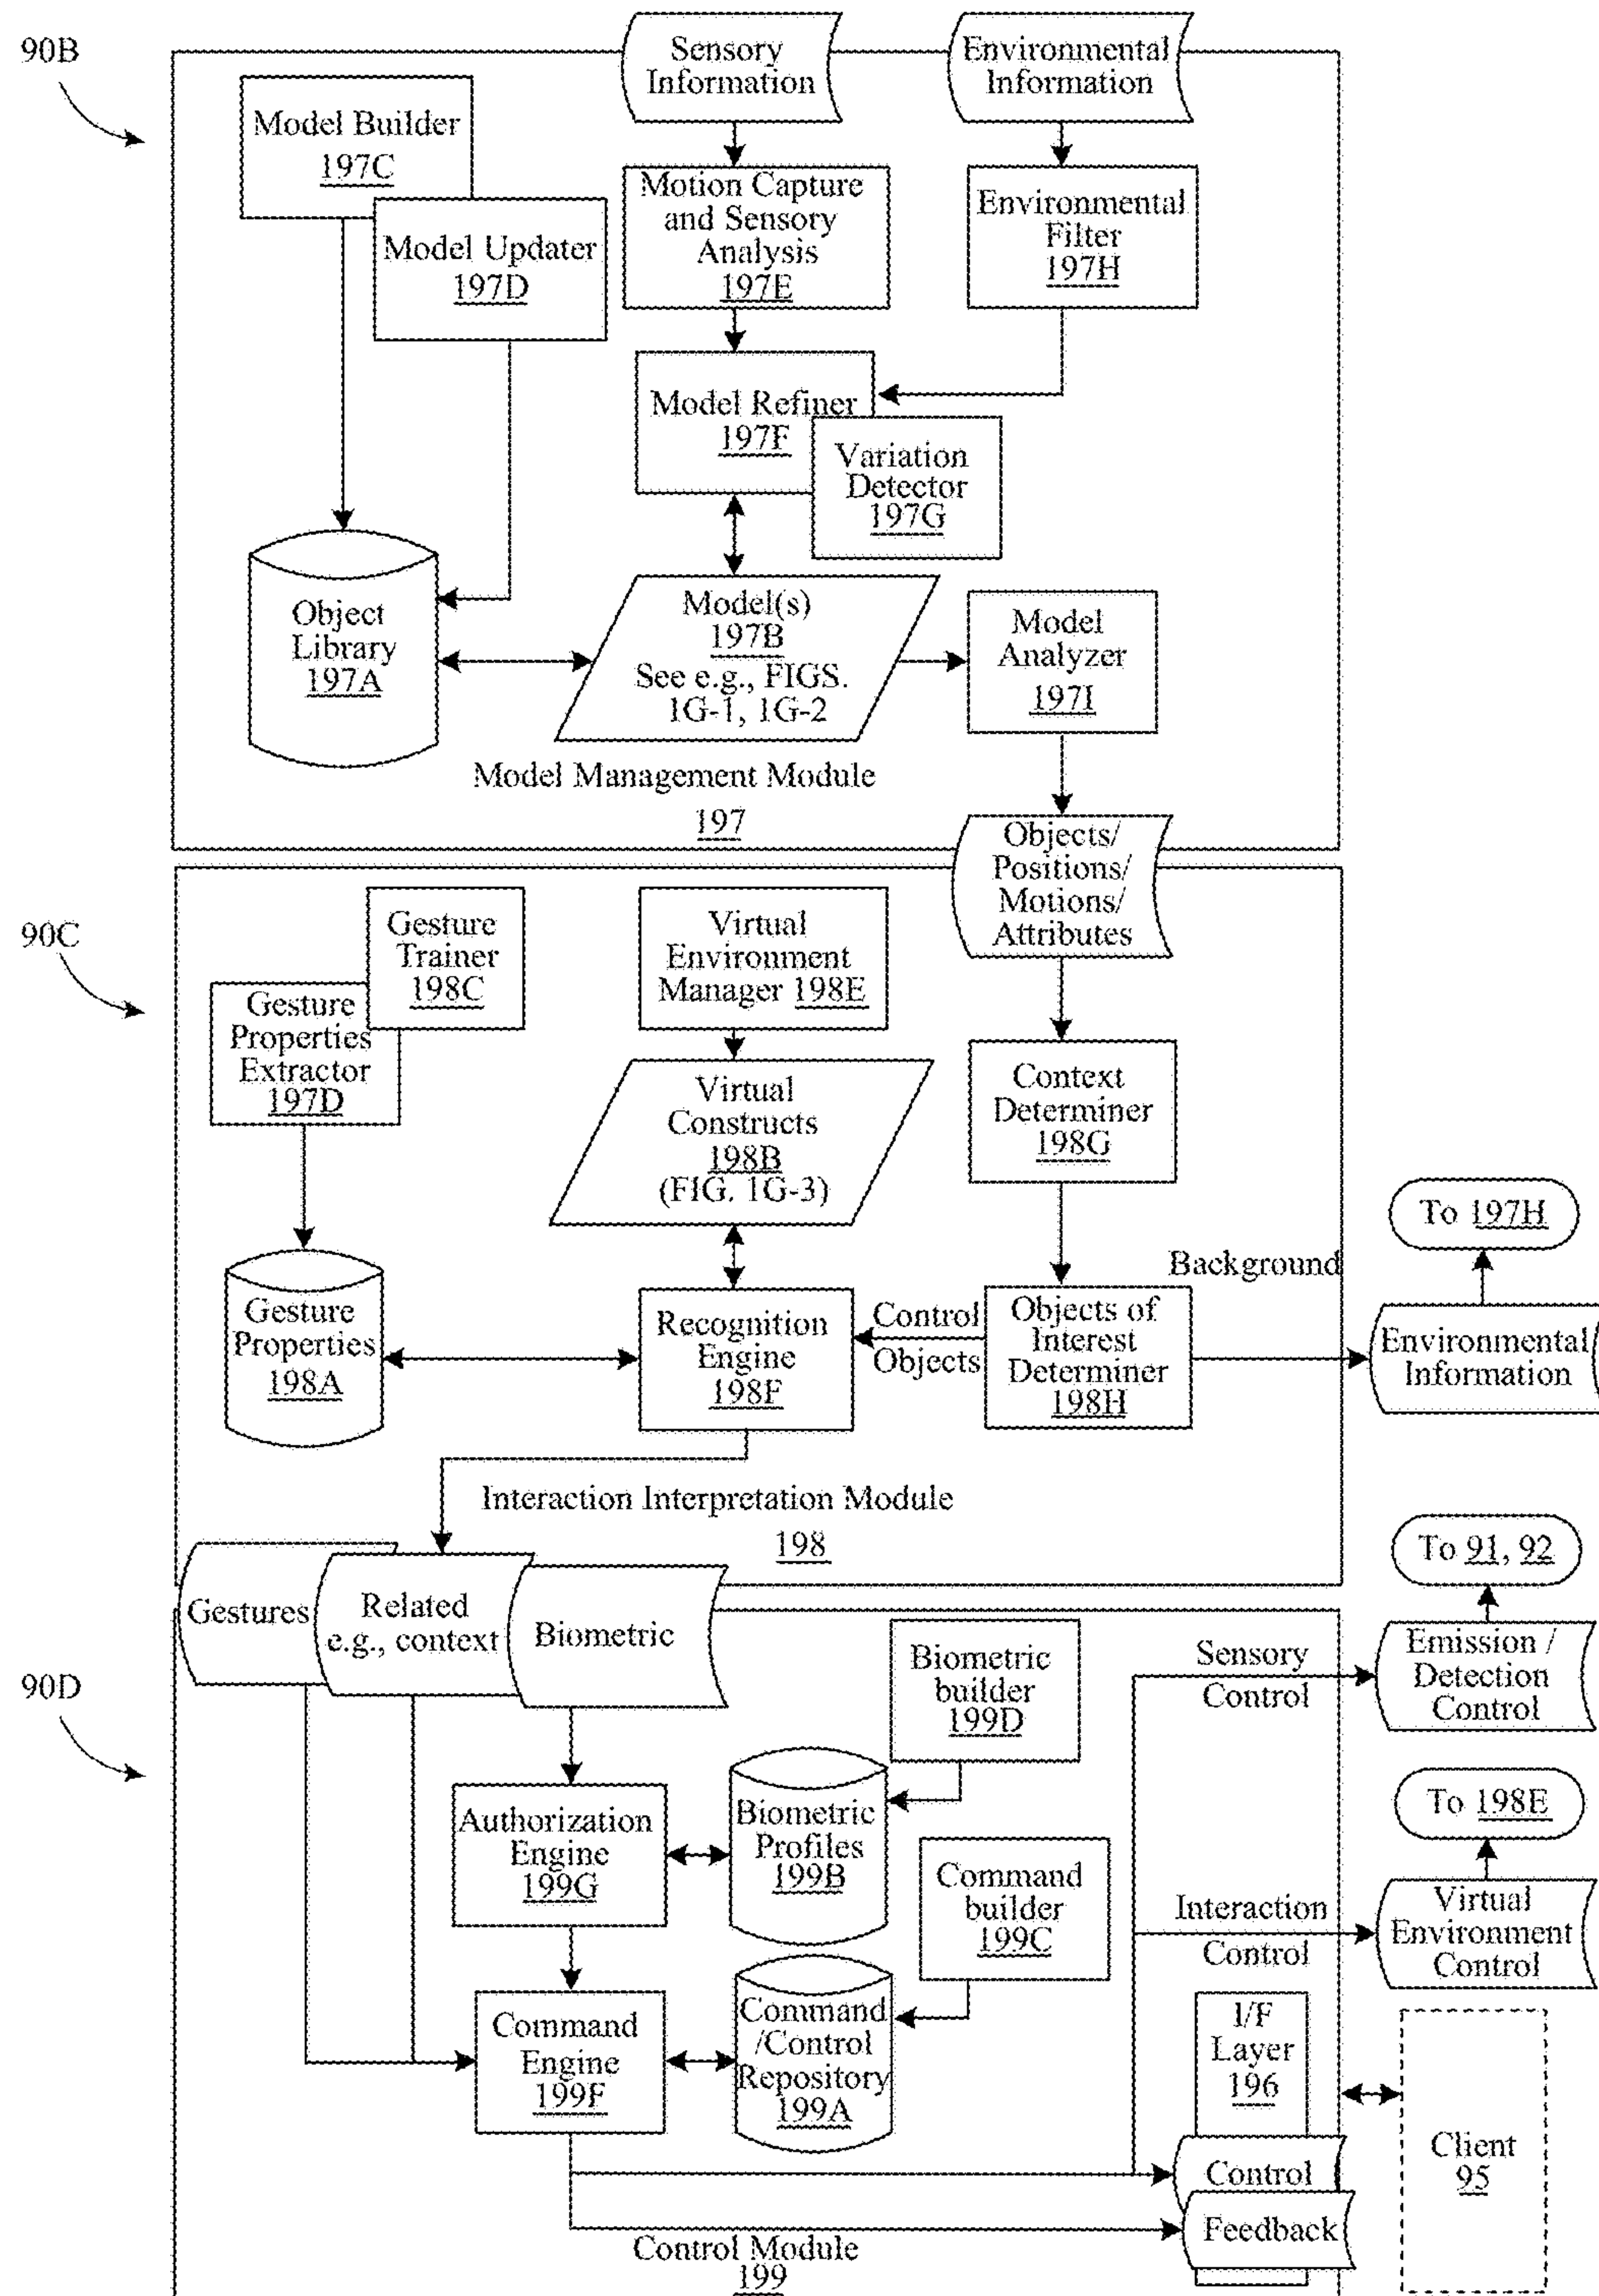 90B
Sensory
Information
Environmental
Information
Model Builder
197C
Model Updater
197D
Motion Capture
and Sensory
Analysis
197E
Environmental
Filter
197H
Model Refiner
197F
Variation
Detector
197G
Object
Library
197A
Model(s)
197B
See e.g., FIGS.
1G-1, 1G-2
Model
Analyzer
197I
Model Management Module
197
Objects/
Positions/
Motions/
Attributes
90C
Gesture
Trainer
198C
Gesture
Properties
Extractor
197D
Virtual
Environment
Manager 198E
Virtual
Constructs
198B
(FIG. 1G-3)
Context
Determiner
198G
To 197H
Background
Gesture
Properties
198A
Recognition
Engine
198F
Control
Objects
Objects of
Interest
Determiner
198H
Environmental
Information
Interaction Interpretation Module
198
To 91, 92
Gestures
Related
e.g., context
Biometric
90D
Biometric
builder
199D
Sensory
Control
Emission /
Detection
Control
Authorization
Engine
199G
Biometric
Profiles
199B
To 198E
Command
builder
199C
Interaction
Control
Virtual
Environment
Control
Command
Engine
199F
Command
/Control
Repository
199A
I/F
Layer
196
Control
Feedback
Client
95
Control Module
199